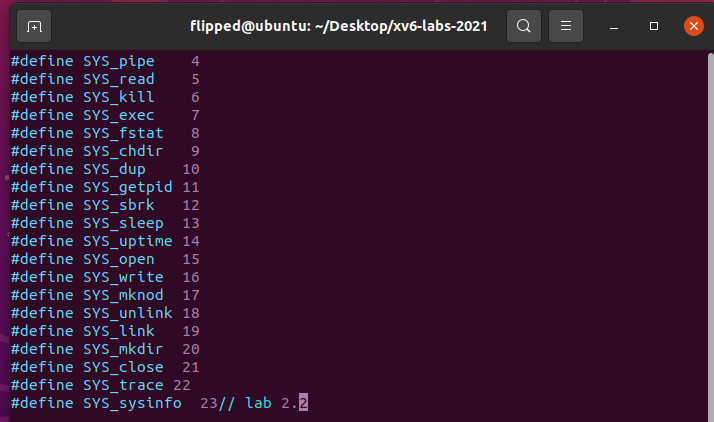 flipped@ubuntu: ~/Desktop/xv6-labs-2021
#define SYS_pipe    4
#define SYS_read    5
#define SYS_kill    6
#define SYS_exec    7
#define SYS_fstat   8
#define SYS_chdir   9
#define SYS_dup    10
#define SYS_getpid 11
#define SYS_sbrk   12
#define SYS_sleep  13
#define SYS_uptime 14
#define SYS_open   15
#define SYS_write  16
#define SYS_mknod  17
#define SYS_unlink 18
#define SYS_link   19
#define SYS_mkdir  20
#define SYS_close  21
#define SYS_trace 22
#define SYS_sysinfo  23// lab 2.2